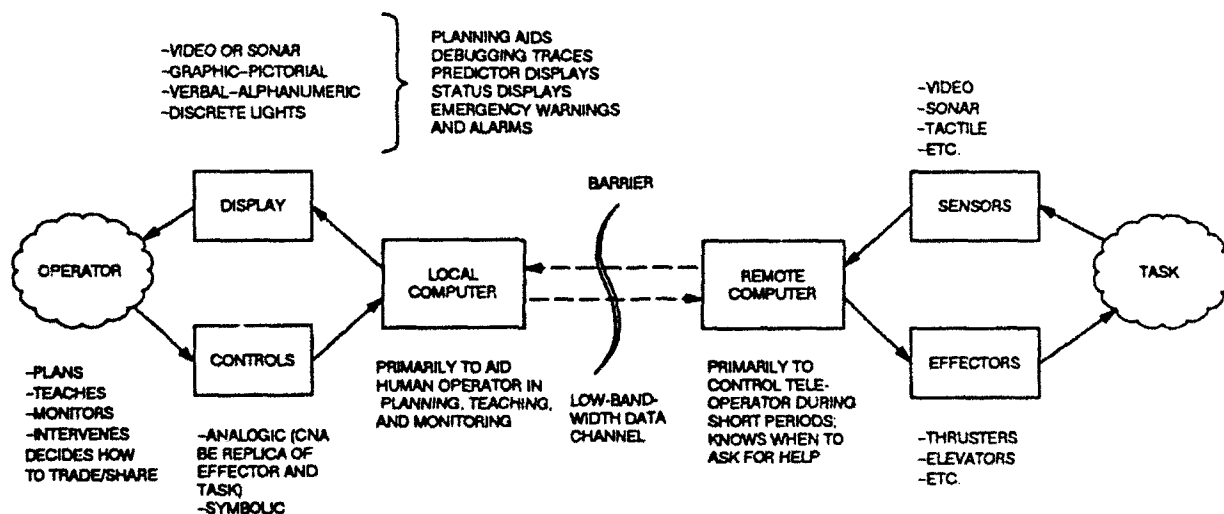 -VIDEO OR SONAR
-GRAPHIC-PICTORIAL
-VERBAL-ALPHANUMERIC
-DISCRETE LIGHTS
PLANNING AIDS
DEBUGGING TRACES
PREDICTOR DISPLAYS
STATUS DISPLAYS
EMERGENCY WARNINGS
AND ALARMS
-VIDEO
-SONAR
-TACTILE
-ETC.
BARRIER
DISPLAY
SENSORS
OPERATOR
LOCAL
COMPUTER
REMOTE
COMPUTER
TASK
CONTROLS
EFFECTORS
-PLANS
-TEACHES
-MONITORS
-INTERVENES
DECIDES HOW
TO TRADE/SHARE
-ANALOGIC (CNA
BE REPLICA OF
EFFECTOR AND
TASK)
-SYMBOLIC
PRIMARILY TO AID
HUMAN OPERATOR IN
PLANNING, TEACHING,
AND MONITORING
LOW-BAND-
WIDTH DATA
CHANNEL
PRIMARILY TO
CONTROL TELE-
OPERATOR DURING
SHORT PERIODS;
KNOWS WHEN TO
ASK FOR HELP
-THRUSTERS
-ELEVATORS
-ETC.